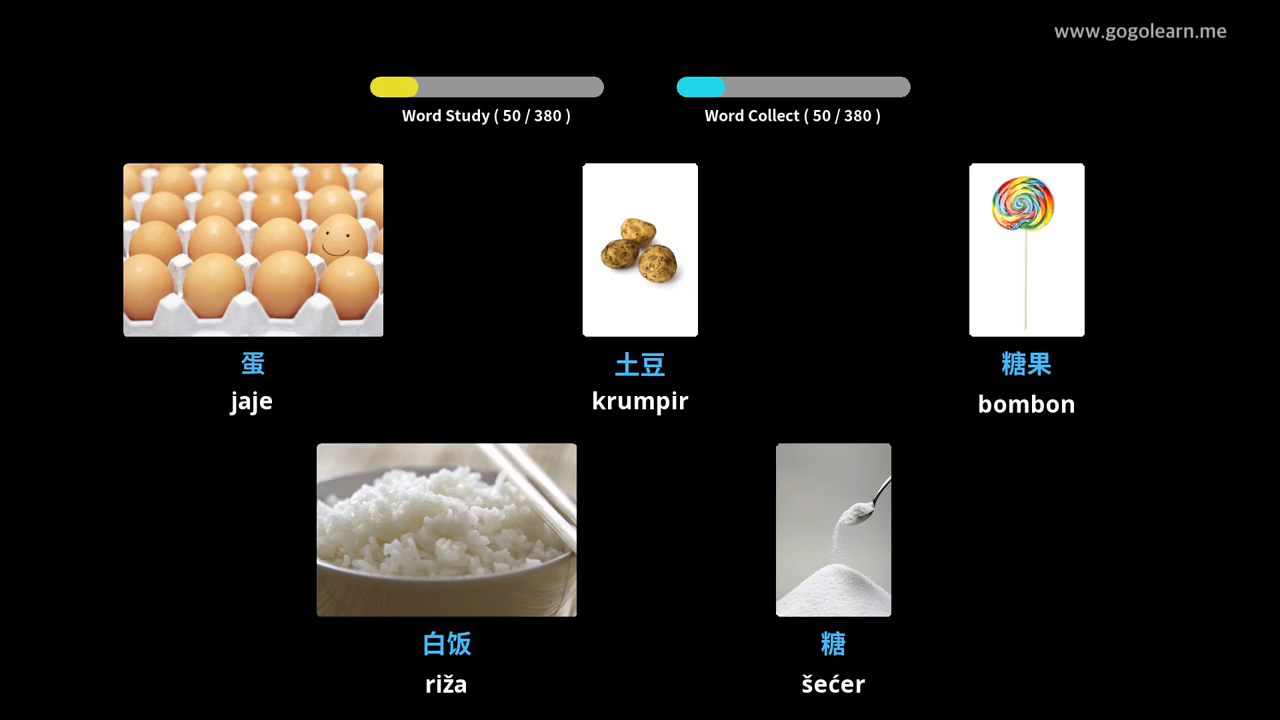 www.gogolearn.me
Word Study ( 50 / 380 )
Word Collect ( 50 / 380 )
蛋
jaje
土豆
krumpir
糖果
bombon
白饭
riža
糖
šećer